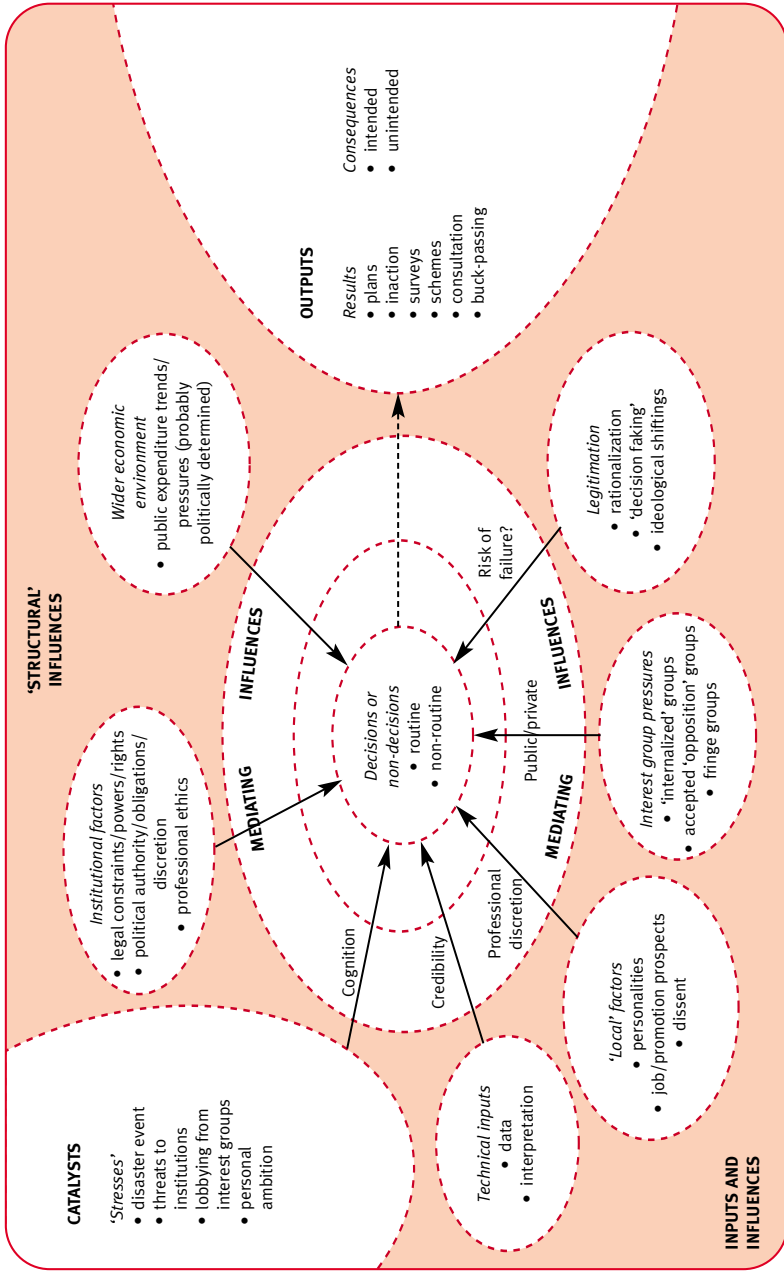 'STRUCTURAL'
INFLUENCES
CATALYSTS
'Stresses'
• disaster event
• threats to
institutions
• lobbying from
interest groups
• personal
ambition
Institutional factors
• legal constraints/powers/rights
• political authority/obligations/
discretion
• professional ethics
Wider economic
environment
• public expenditure trends/
pressures (probably
politically determined)
OUTPUTS
Results
• plans
• inaction
• surveys
• schemes
• consultation
• buck-passing
Consequences
• intended
• unintended
MEDIATING
INFLUENCES
Cognition
Decisions or
non-decisions
• routine
• non-routine
Credibility
Professional
discretion
Public/private
Risk of
failure?
MEDIATING
INFLUENCES
Technical inputs
• data
• interpretation
'Local' factors
• personalities
• job/promotion prospects
• dissent
Interest group pressures
• 'internalized' groups
• accepted 'opposition' groups
• fringe groups
Legitimation
• rationalization
• 'decision faking'
• ideological shiftings
INPUTS AND
INFLUENCES